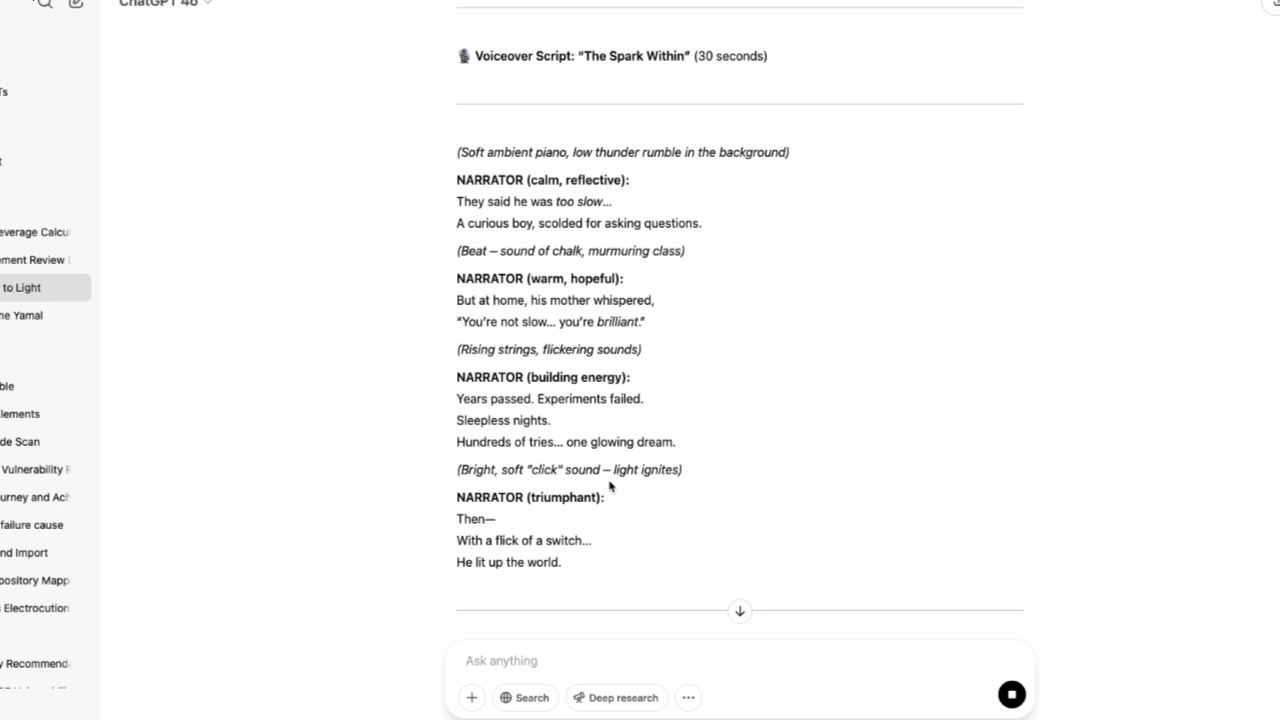 ChatGPT 4o
Ts
t
everage Calcu
ement Review
to Light
ne Yamal
ble
lements
de Scan
Vulnerability F
urney and Ach
failure cause
nd Import
pository Mapp
s Electrocution
y Recommenda
🎙️ Voiceover Script: “The Spark Within” (30 seconds)
(Soft ambient piano, low thunder rumble in the background)
NARRATOR (calm, reflective):
They said he was too slow…
A curious boy, scolded for asking questions.
(Beat – sound of chalk, murmuring class)
NARRATOR (warm, hopeful):
But at home, his mother whispered,
“You’re not slow… you’re brilliant.”
(Rising strings, flickering sounds)
NARRATOR (building energy):
Years passed. Experiments failed.
Sleepless nights.
Hundreds of tries… one glowing dream.
(Bright, soft "click" sound – light ignites)
NARRATOR (triumphant):
Then—
With a flick of a switch…
He lit up the world.
Ask anything
Search
Deep research